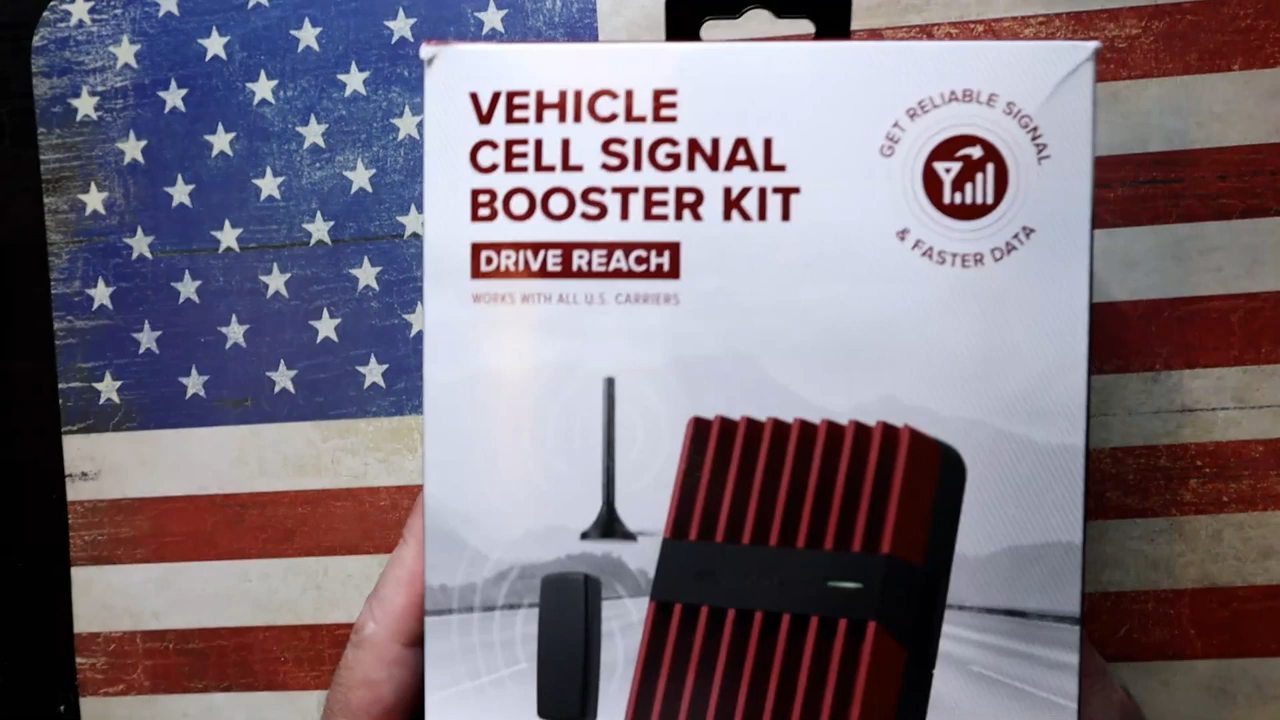 VEHICLE
CELL SIGNAL
BOOSTER KIT
DRIVE REACH
WORKS WITH ALL U.S. CARRIERS
GET RELIABLE SIGNAL
& FASTER DATA